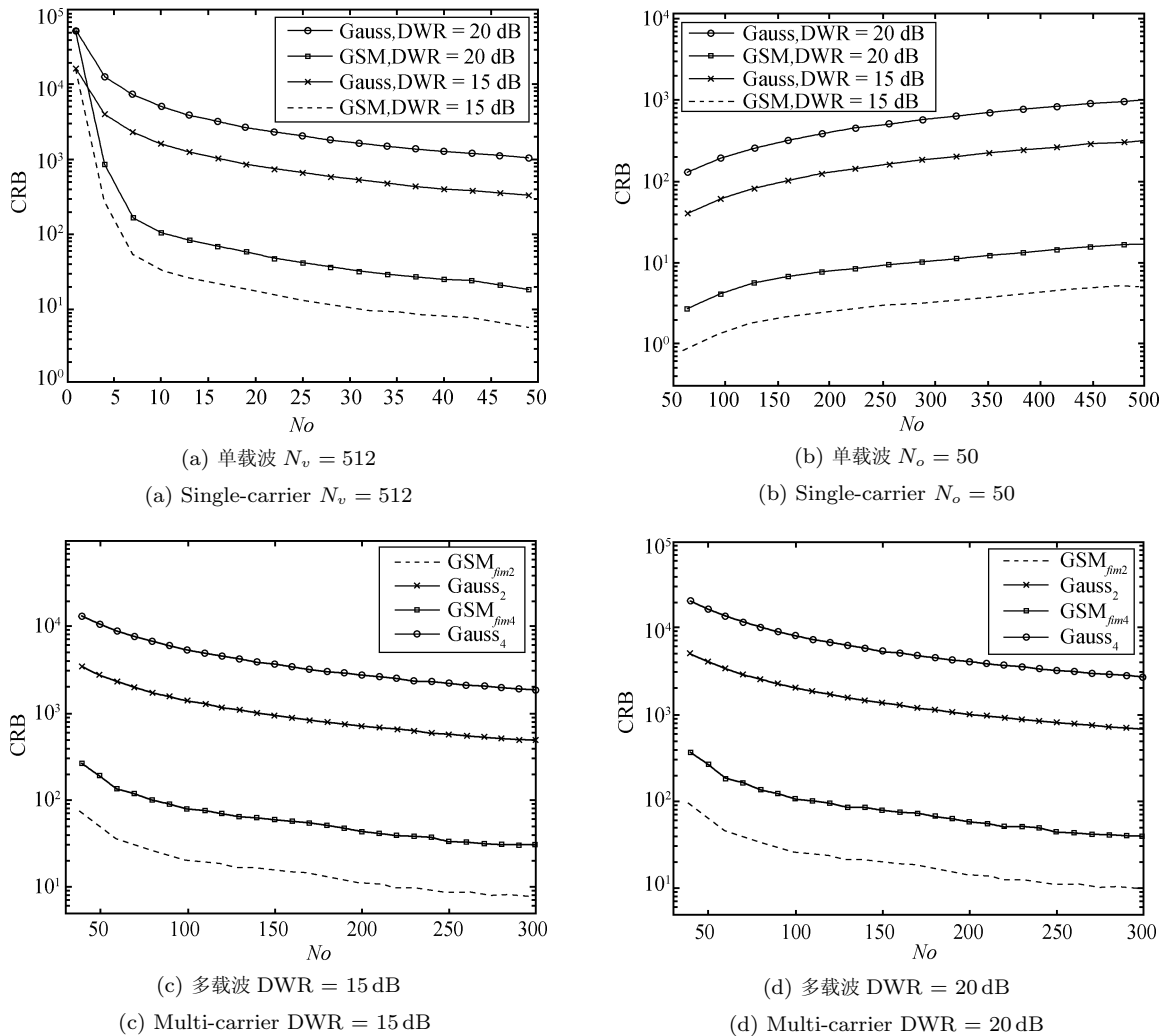 10^5
10^4
10^3
10^2
10^1
10^0
CRB
Gauss,DWR = 20 dB
GSM,DWR = 20 dB
Gauss,DWR = 15 dB
GSM,DWR = 15 dB
0 5 10 15 20 25 30 35 40 45 50
No
(a) 单载波 N_v = 512
(a) Single-carrier N_v = 512
10^4
10^3
10^2
10^1
10^0
CRB
Gauss,DWR = 20 dB
GSM,DWR = 20 dB
Gauss,DWR = 15 dB
GSM,DWR = 15 dB
50 100 150 200 250 300 350 400 450 500
No
(b) 单载波 N_o = 50
(b) Single-carrier N_o = 50
10^4
10^3
10^2
10^1
CRB
GSM_fim2
Gauss_2
GSM_fim4
Gauss_4
50 100 150 200 250 300
No
(c) 多载波 DWR = 15 dB
(c) Multi-carrier DWR = 15 dB
10^5
10^4
10^3
10^2
10^1
CRB
GSM_fim2
Gauss_2
GSM_fim4
Gauss_4
50 100 150 200 250 300
No
(d) 多载波 DWR = 20 dB
(d) Multi-carrier DWR = 20 dB